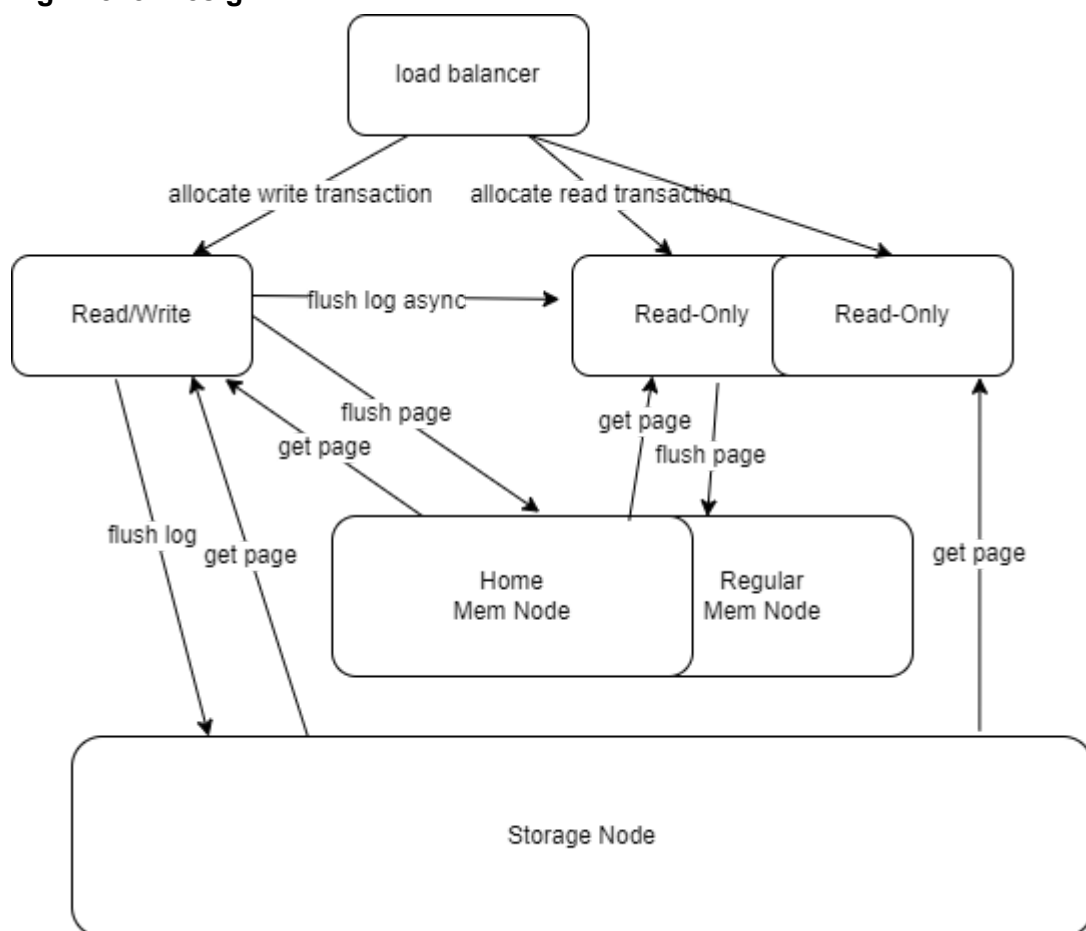 load balancer
allocate write transaction
allocate read transaction
Read/Write
flush log async
Read-Only
Read-Only
flush page
get page
get page
flush page
flush log
get page
get page
Home
Mem Node
Regular
Mem Node
Storage Node